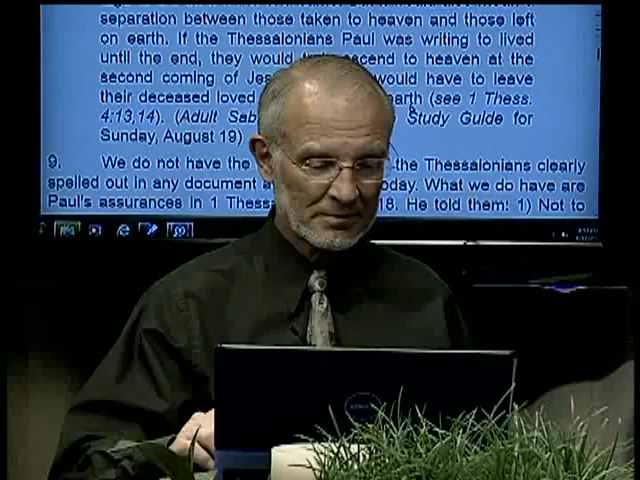 separation between those taken to heaven and those left
on earth. If the Thessalonians Paul was writing to lived
until the end, they would ascend to heaven at the
second coming of would have to leave
their deceased loved earth (see 1 Thess.
4:13,14). (Adult Study Guide for
Sunday, August 19)
9. We do not have the the Thessalonians clearly
spelled out in any document today. What we do have are
Paul's assurances in 1 Thess 18. He told them: 1) Not to
DELL